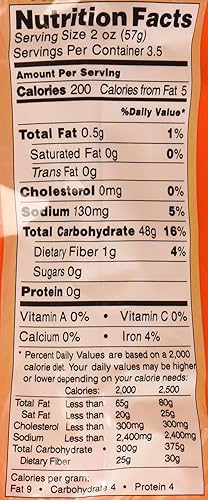 Nutrition Facts
Serving Size 2 oz (57g)
Servings Per Container 3.5
Amount Per Serving
Calories 200 Calories from Fat 5
%Daily Value*
Total Fat 0.5g 1%
Saturated Fat 0g 0%
Trans Fat 0g
Cholesterol 0mg 0%
Sodium 130mg 5%
Total Carbohydrate 48g 16%
Dietary Fiber 1g 4%
Sugars 0g
Protein 0g
Vitamin A 0% • Vitamin C 0%
Calcium 0% • Iron 4%
* Percent Daily Values are based on a 2,000
calorie diet. Your daily values may be higher
or lower depending on your calorie needs:
Calories: 2,000 2,500
Total Fat Less than 65g 80g
Sat Fat Less than 20g 25g
Cholesterol Less than 300mg 300mg
Sodium Less than 2,400mg 2,400mg
Total Carbohydrate • 300g 375g
Dietary Fiber 25g 30g
Calories per gram:
Fat 9 • Carbohydrate 4 • Protein 4